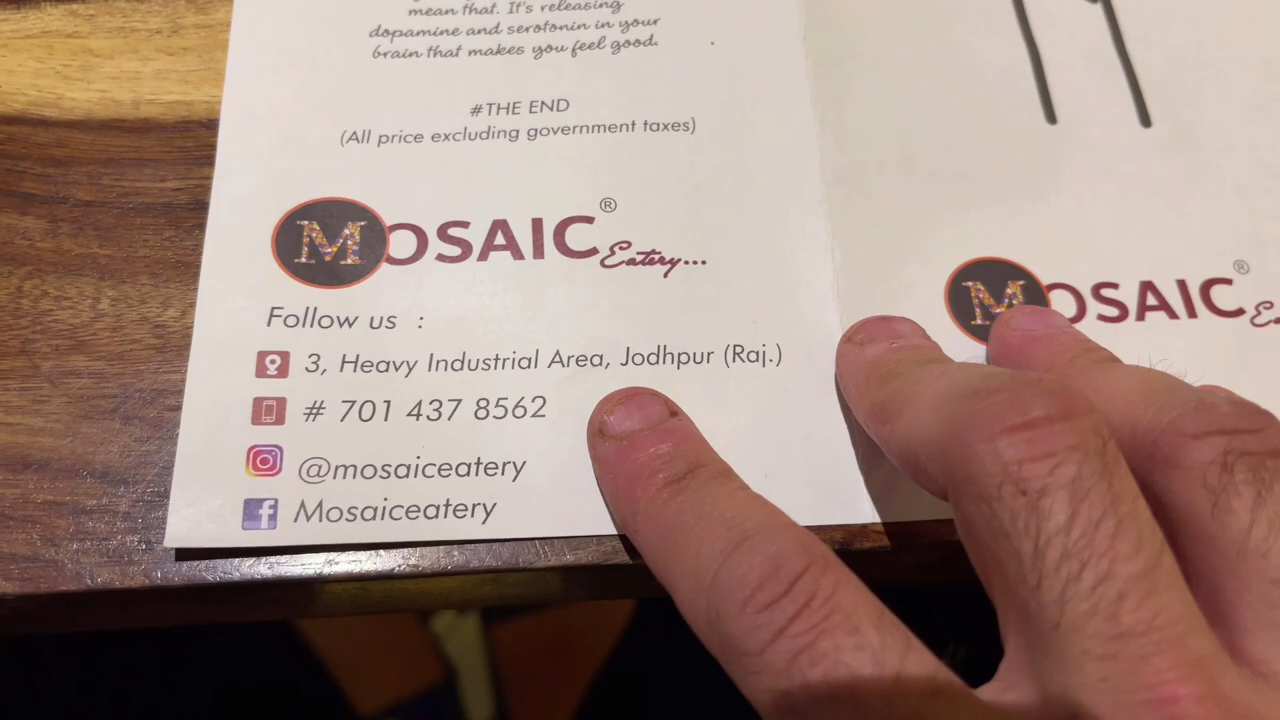 mean that. It's releasing
dopamine and serotonin in your
brain that makes you feel good.
#THE END
(All price excluding government taxes)
MOSAIC® Eatery...
Follow us :
3, Heavy Industrial Area, Jodhpur (Raj.)
# 701 437 8562
@mosaiceatery
Mosaiceatery
MOSAIC®